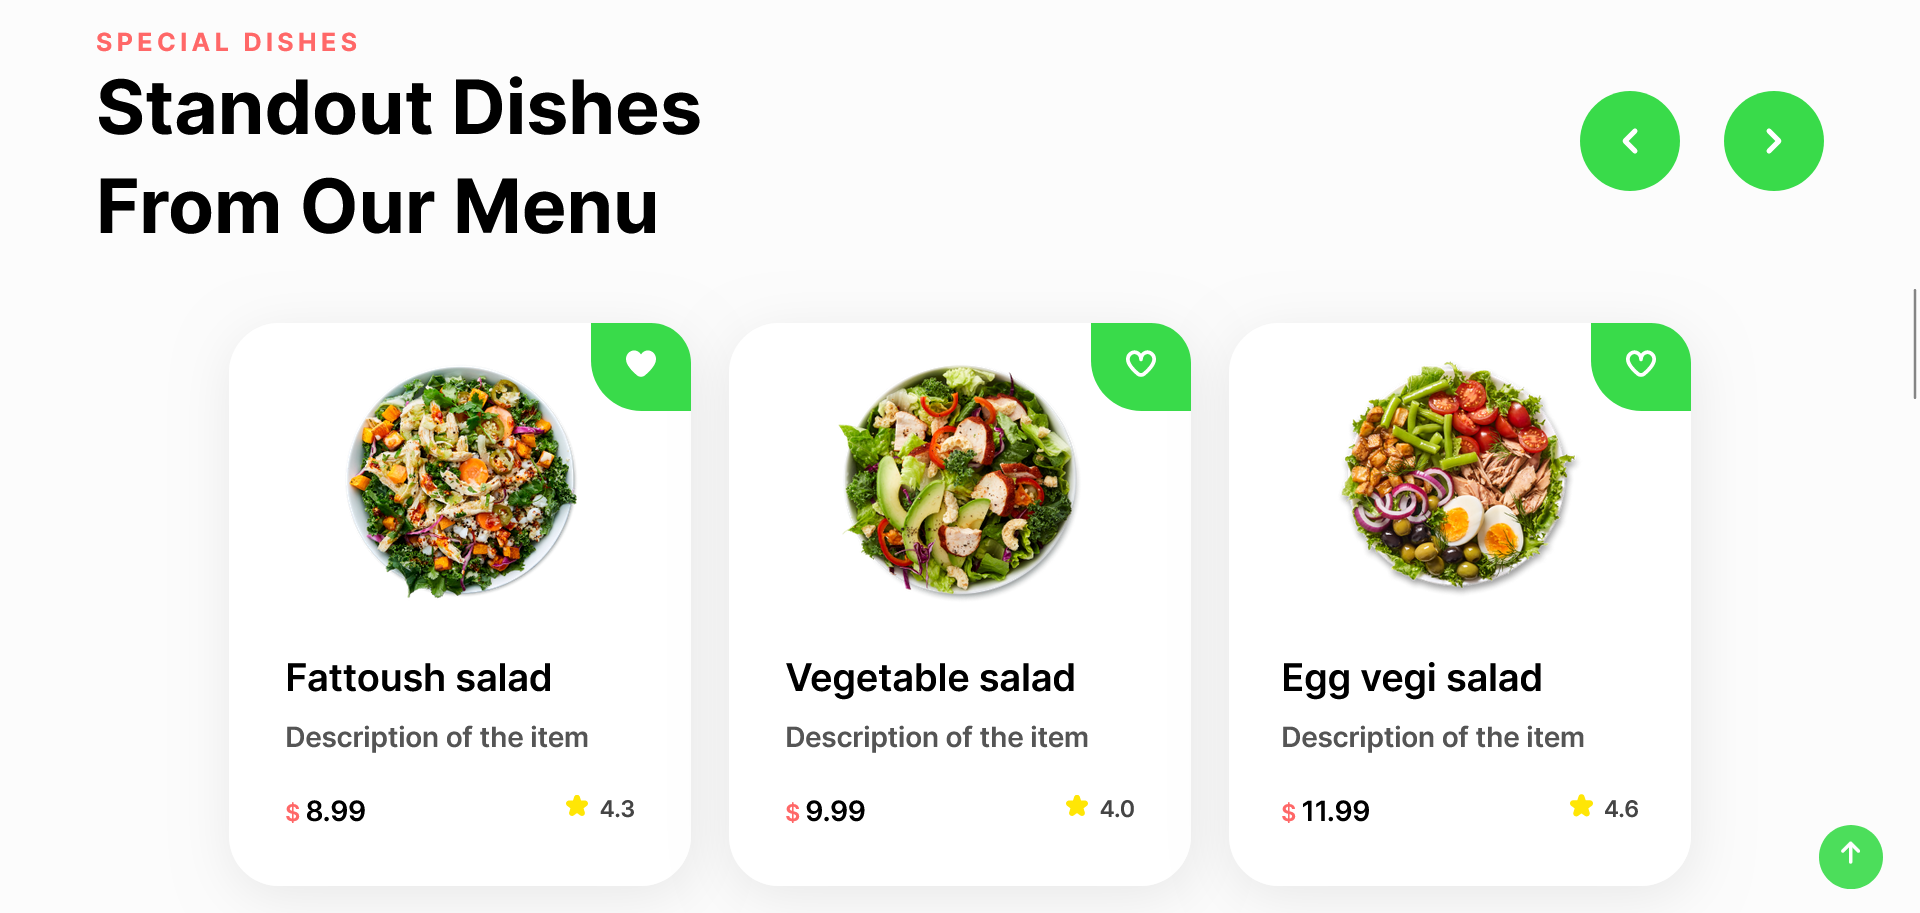 SPECIAL DISHES
Standout Dishes
From Our Menu
Fattoush salad
Description of the item
$ 8.99
4.3
Vegetable salad
Description of the item
$ 9.99
4.0
Egg vegi salad
Description of the item
$ 11.99
4.6